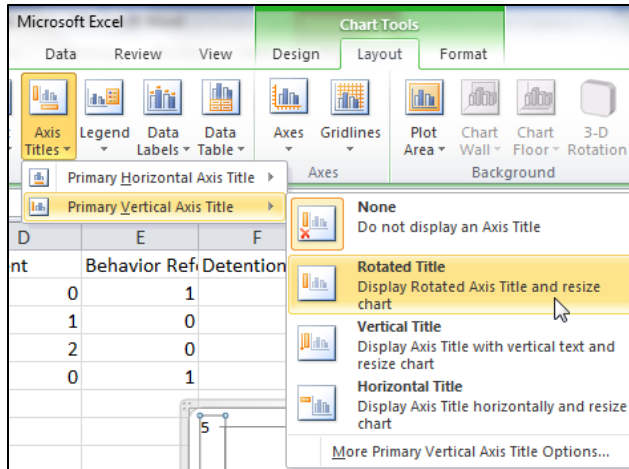 Microsoft Excel
Chart Tools
Data Review View Design Layout Format
Axis Titles
Legend
Data Labels
Data Table
Axes
Gridlines
Plot Area
Chart Wall
Chart Floor
3-D Rotation
Axes
Background
Primary Horizontal Axis Title
Primary Vertical Axis Title
None
Do not display an Axis Title
Rotated Title
Display Rotated Axis Title and resize
chart
Vertical Title
Display Axis Title with vertical text and
resize chart
Horizontal Title
Display Axis Title horizontally and resize
chart
More Primary Vertical Axis Title Options...
D E F
nt Behavior Refe Detention
0 1
1 0
2 0
0 1
5